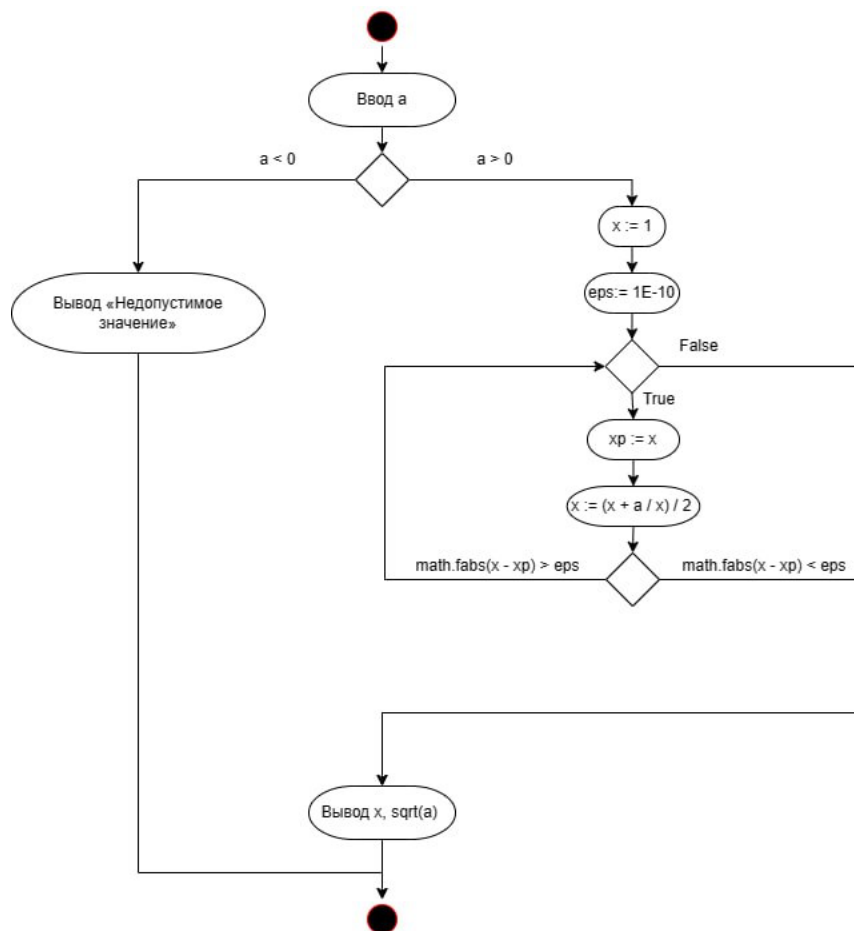 Ввод a
a < 0
a > 0
x := 1
Вывод «Недопустимое
значение»
eps:= 1E-10
False
True
xp := x
x := (x + a / x) / 2
math.fabs(x - xp) > eps
math.fabs(x - xp) < eps
Вывод x, sqrt(a)